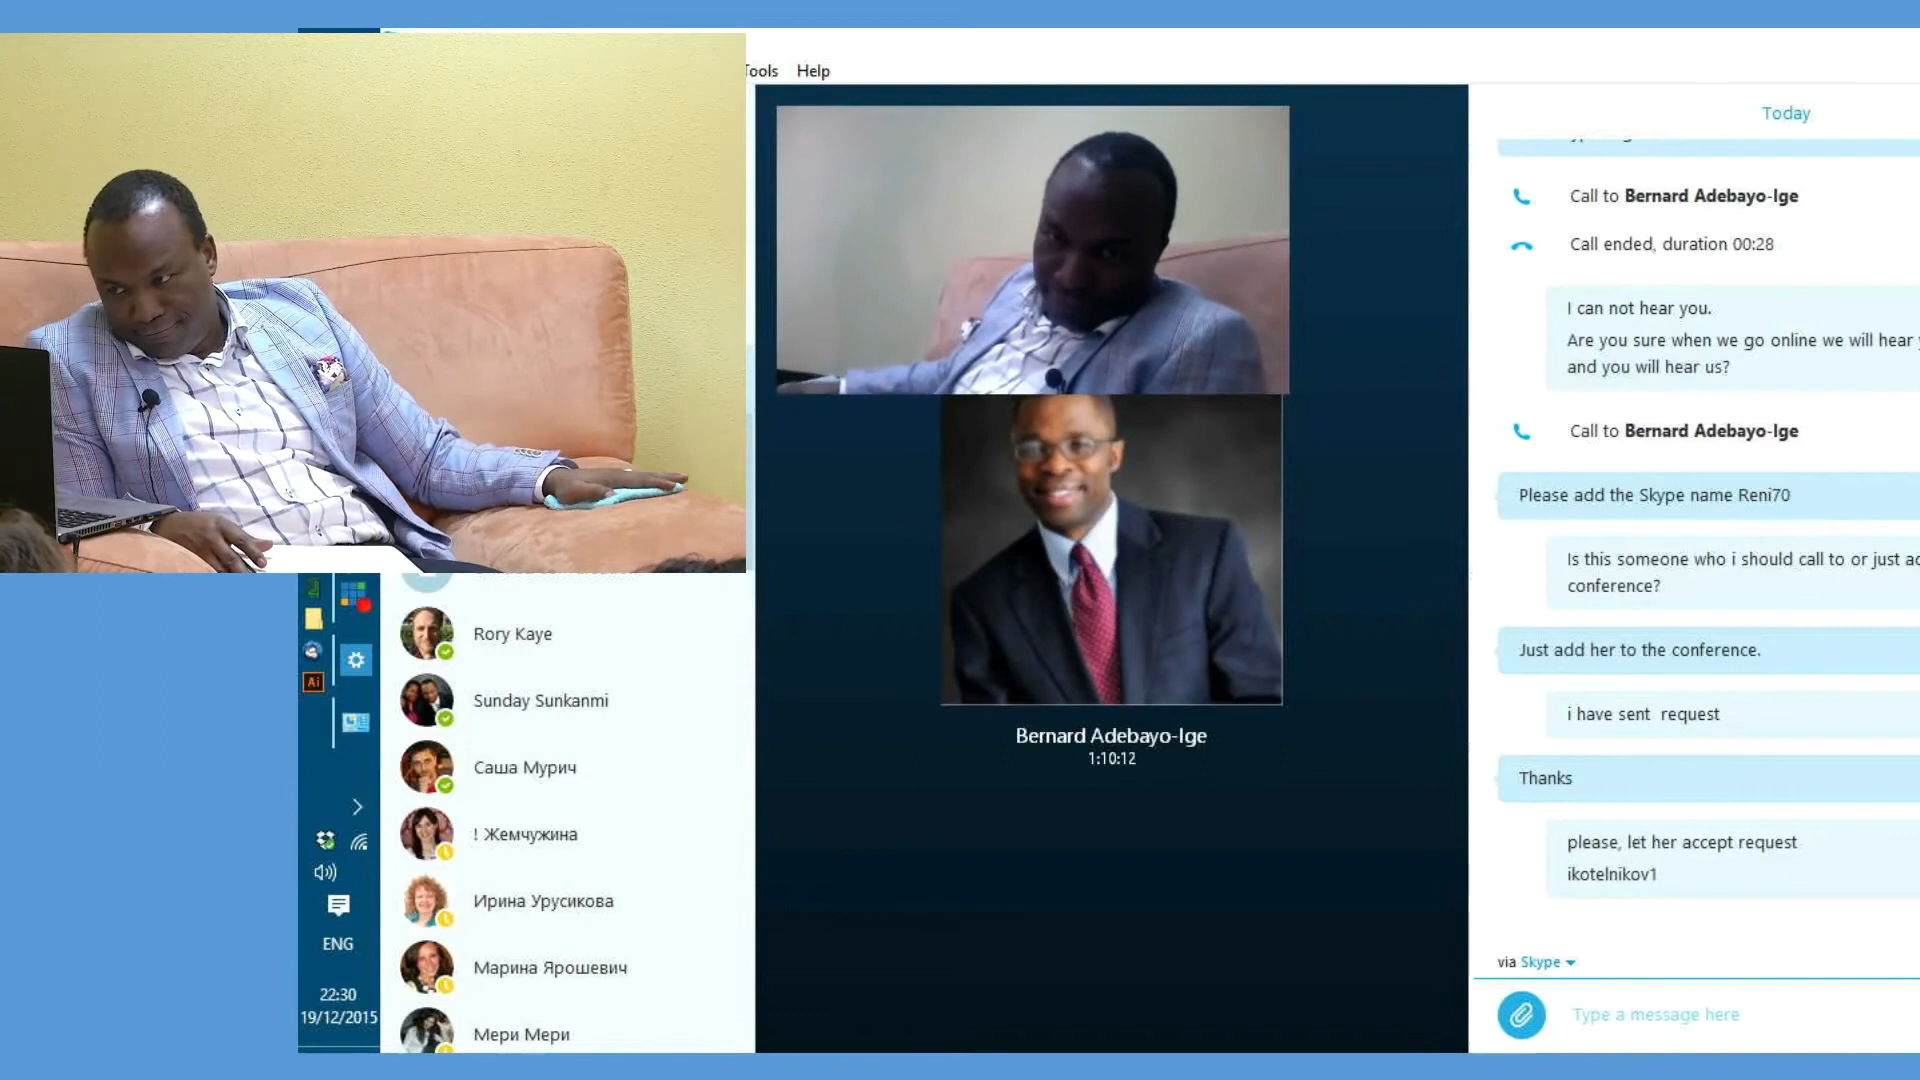 Tools Help
Rory Kaye
Sunday Sunkanmi
Саша Мурич
! Жемчужина
Ирина Урусикова
Марина Ярошевич
Мери Мери
Ai
ENG
22:30
19/12/2015
Bernard Adebayo-Ige
1:10:12
Today
Call to Bernard Adebayo-Ige
Call ended, duration 00:28
I can not hear you.
Are you sure when we go online we will hear
and you will hear us?
Call to Bernard Adebayo-Ige
Please add the Skype name Reni70
Is this someone who i should call to or just
conference?
Just add her to the conference.
i have sent request
Thanks
please, let her accept request
ikotelnikov1
via Skype
Type a message here